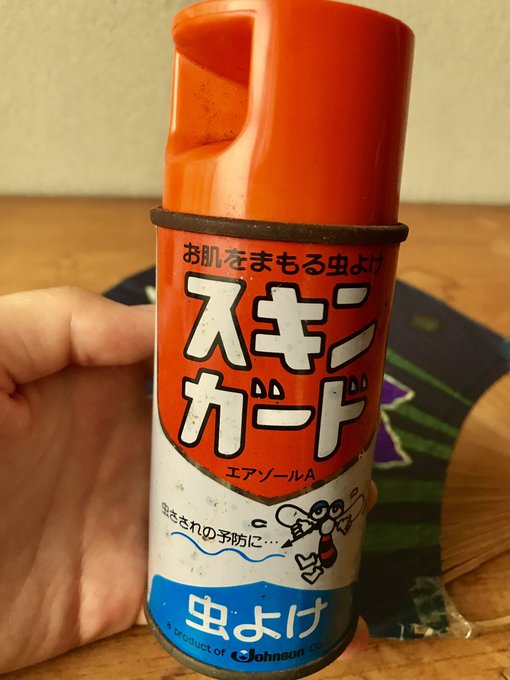 お肌をまもる虫よけ
スキン
ガード
エアゾールA
虫さされの予防に…
虫よけ
a product of Johnson Co